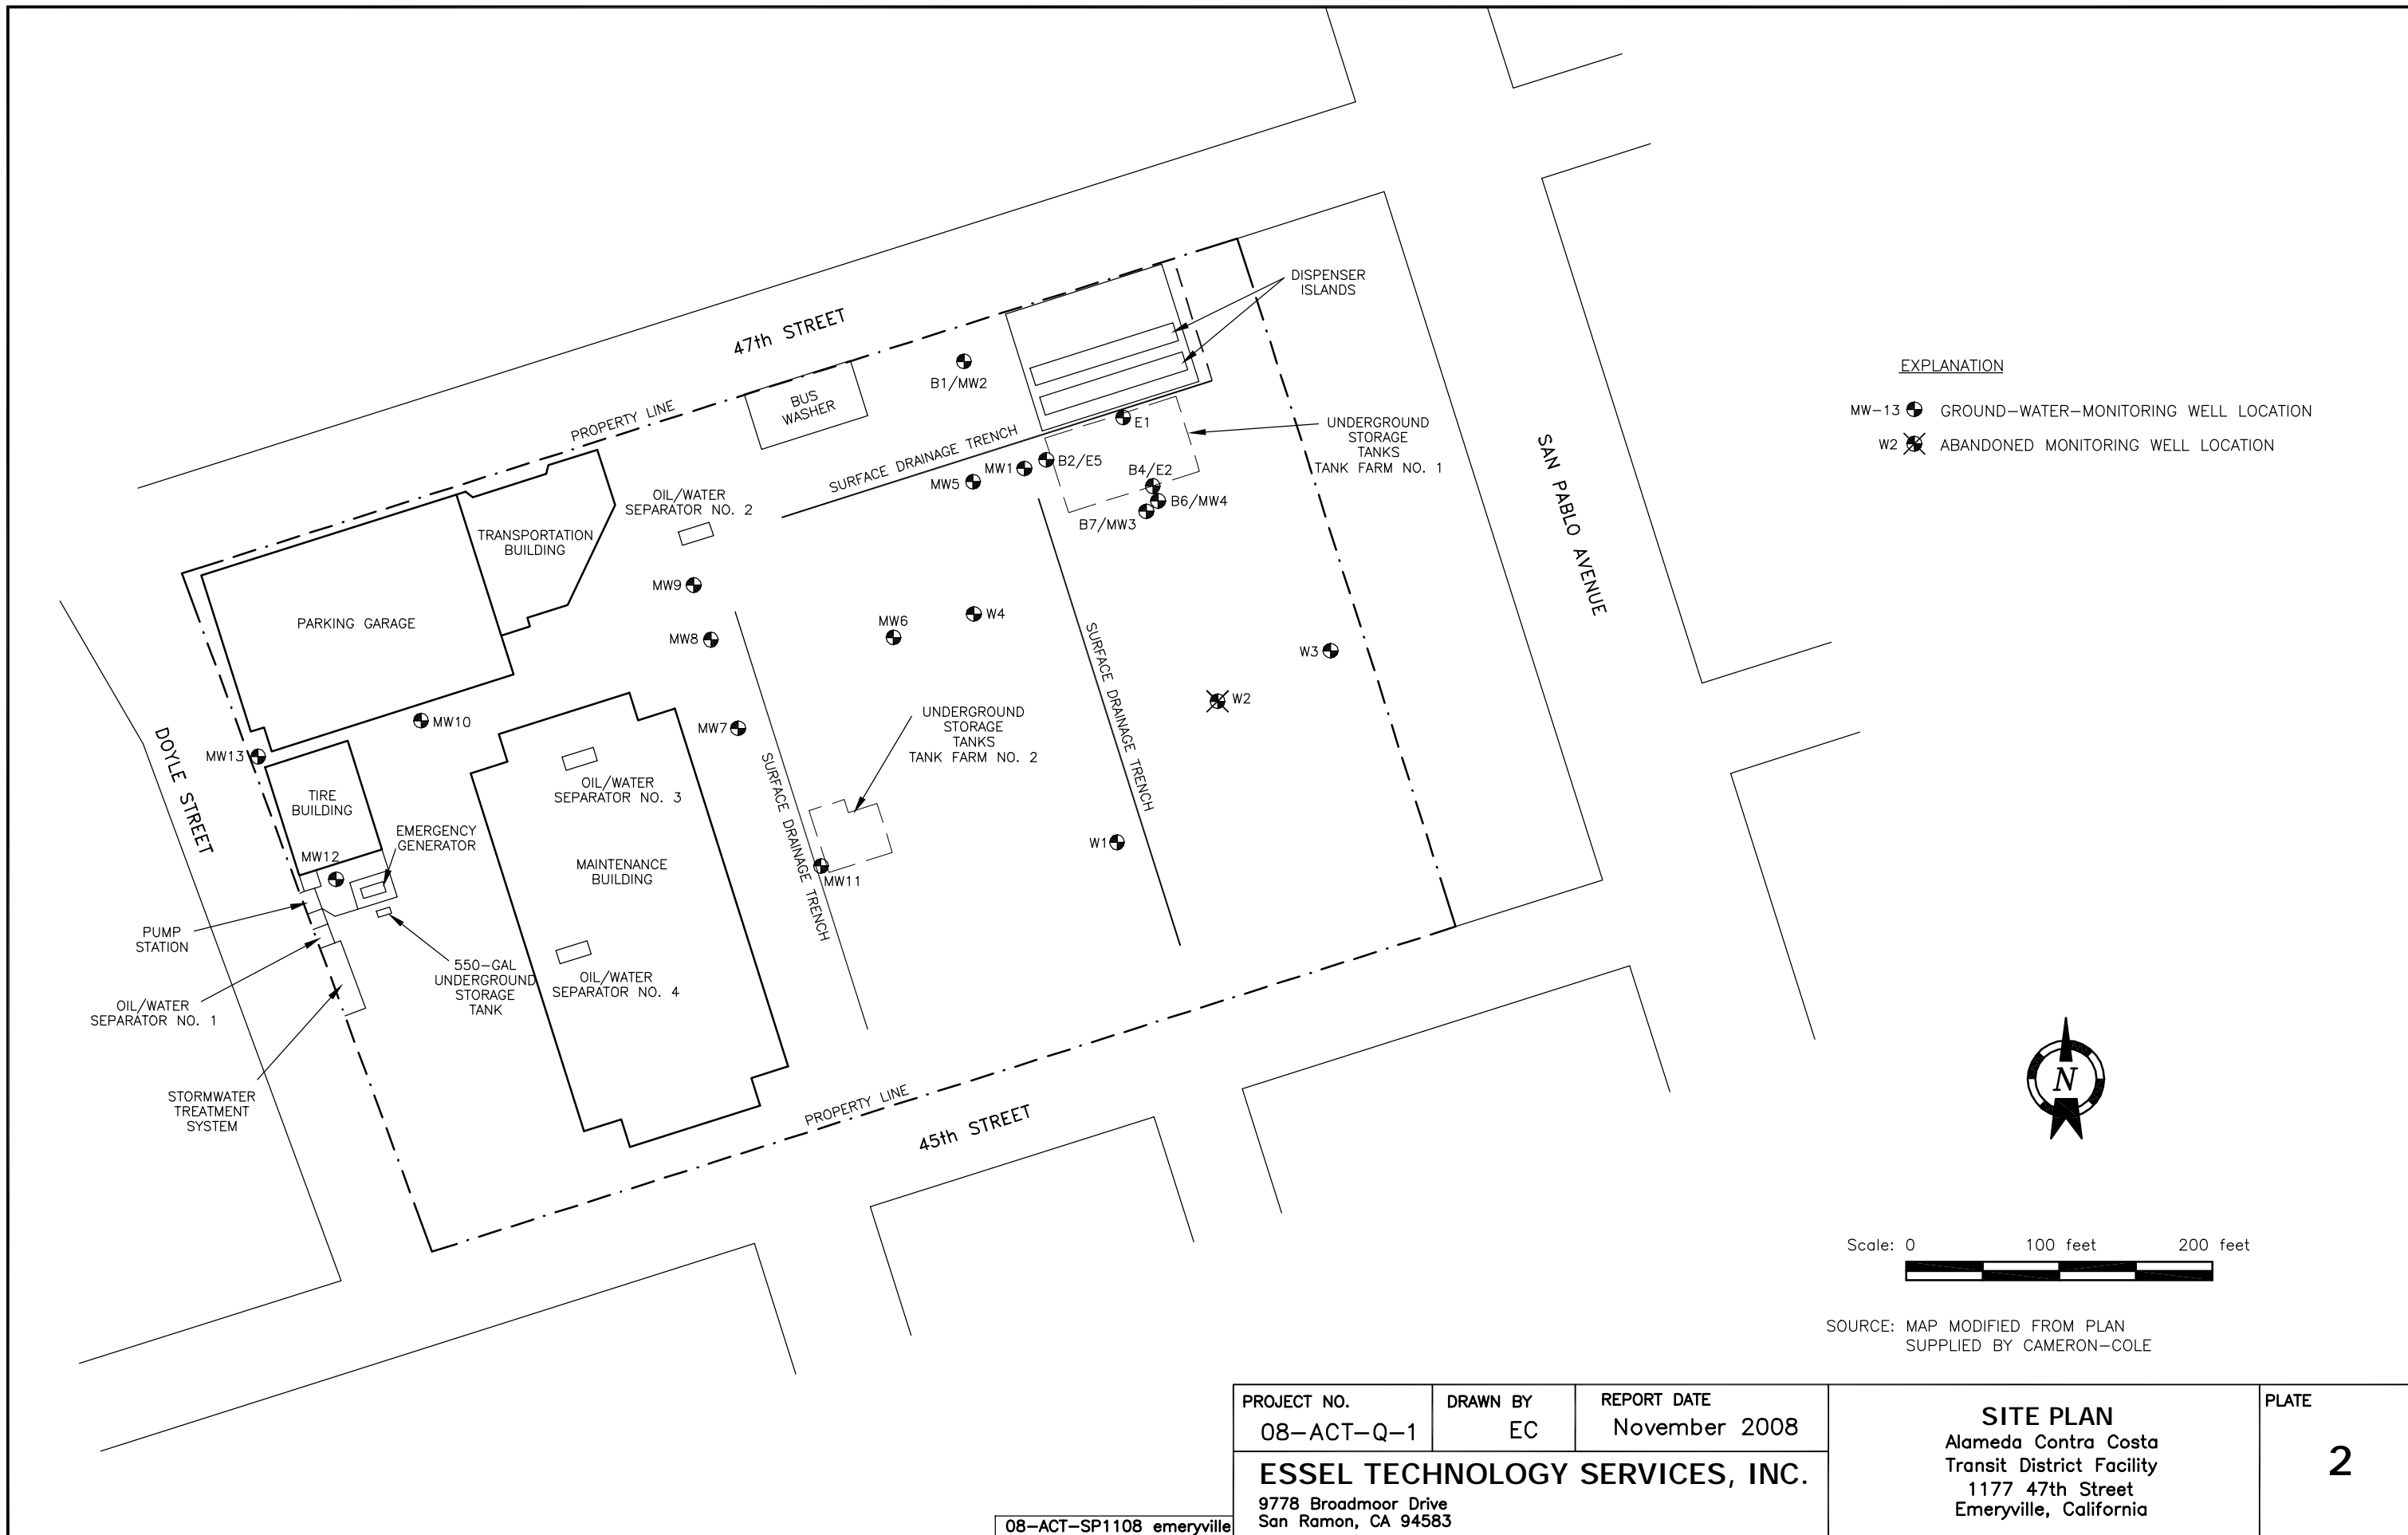 47th STREET
DISPENSER
ISLANDS
B1/MW2
BUS
WASHER
PROPERTY LINE
EXPLANATION
MW-13 GROUND-WATER-MONITORING WELL LOCATION
W2 ABANDONED MONITORING WELL LOCATION
E1
UNDERGROUND
STORAGE
TANKS
TANK FARM NO. 1
SURFACE DRAINAGE TRENCH
MW1
B2/E5
MW5
B4/E2
B6/MW4
B7/MW3
SAN PABLO AVENUE
OIL/WATER
SEPARATOR NO. 2
TRANSPORTATION
BUILDING
MW9
PARKING GARAGE
MW8
MW6
W4
SURFACE DRAINAGE TRENCH
W3
W2
MW10
MW7
UNDERGROUND
STORAGE
TANKS
TANK FARM NO. 2
DOYLE STREET
MW13
TIRE
BUILDING
OIL/WATER
SEPARATOR NO. 3
SURFACE DRAINAGE TRENCH
EMERGENCY
GENERATOR
W1
MW12
MAINTENANCE
BUILDING
MW11
PUMP
STATION
550-GAL
UNDERGROUND
STORAGE
TANK
OIL/WATER
SEPARATOR NO. 4
OIL/WATER
SEPARATOR NO. 1
STORMWATER
TREATMENT
SYSTEM
PROPERTY LINE
45th STREET
N
Scale: 0 100 feet 200 feet
SOURCE: MAP MODIFIED FROM PLAN
SUPPLIED BY CAMERON-COLE
PROJECT NO.
08-ACT-Q-1
DRAWN BY
EC
REPORT DATE
November 2008
ESSEL TECHNOLOGY SERVICES, INC.
9778 Broadmoor Drive
San Ramon, CA 94583
SITE PLAN
Alameda Contra Costa
Transit District Facility
1177 47th Street
Emeryville, California
PLATE
2
08-ACT-SP1108 emeryville